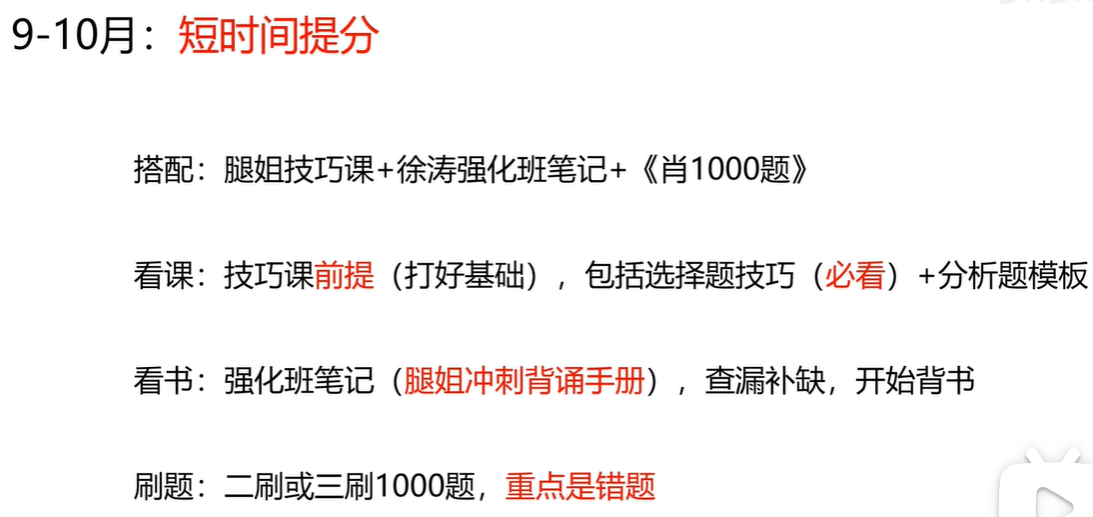 9-10月：短时间提分
搭配：腿姐技巧课+徐涛强化班笔记+《肖1000题》
看课：技巧课前提（打好基础），包括选择题技巧（必看）+分析题模板
看书：强化班笔记（腿姐冲刺背诵手册），查漏补缺，开始背书
刷题：二刷或三刷1000题，重点是错题